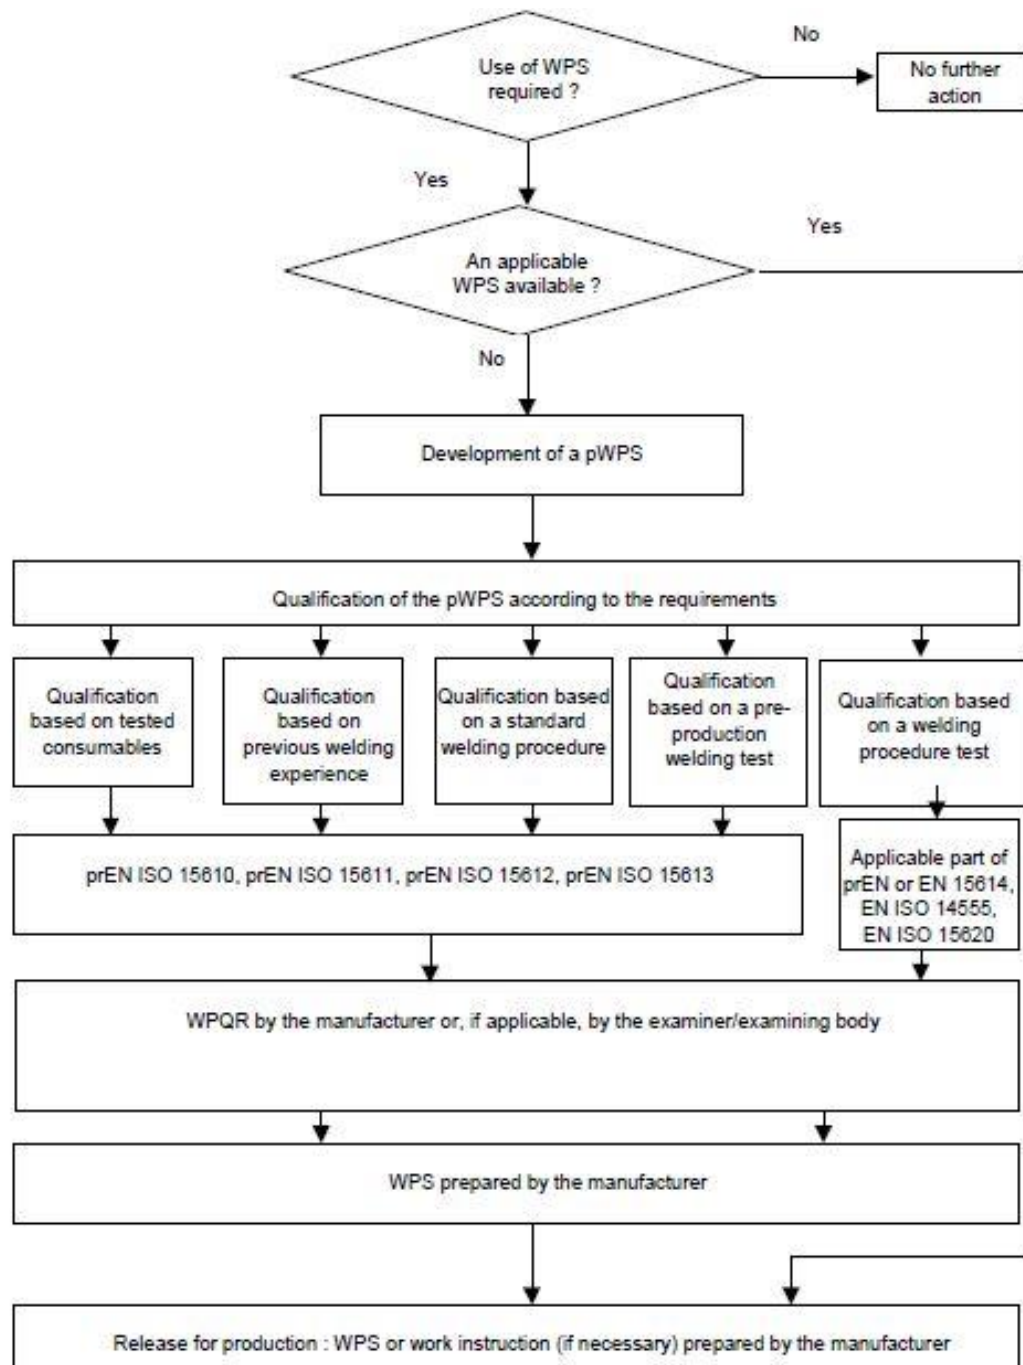 No
Use of WPS
required ?
No further
action
Yes
Yes
An applicable
WPS available ?
No
Development of a pWPS
Qualification of the pWPS according to the requirements
Qualification
based on tested
consumables
Qualification
based on
previous welding
experience
Qualification based
on a standard
welding procedure
Qualification
based on a pre-
production
welding test
Qualification based
on a welding
procedure test
prEN ISO 15610, prEN ISO 15611, prEN ISO 15612, prEN ISO 15613
Applicable part of
prEN or EN 15614,
EN ISO 14555,
EN ISO 15620
WPQR by the manufacturer or, if applicable, by the examiner/examining body
WPS prepared by the manufacturer
Release for production : WPS or work instruction (if necessary) prepared by the manufacturer